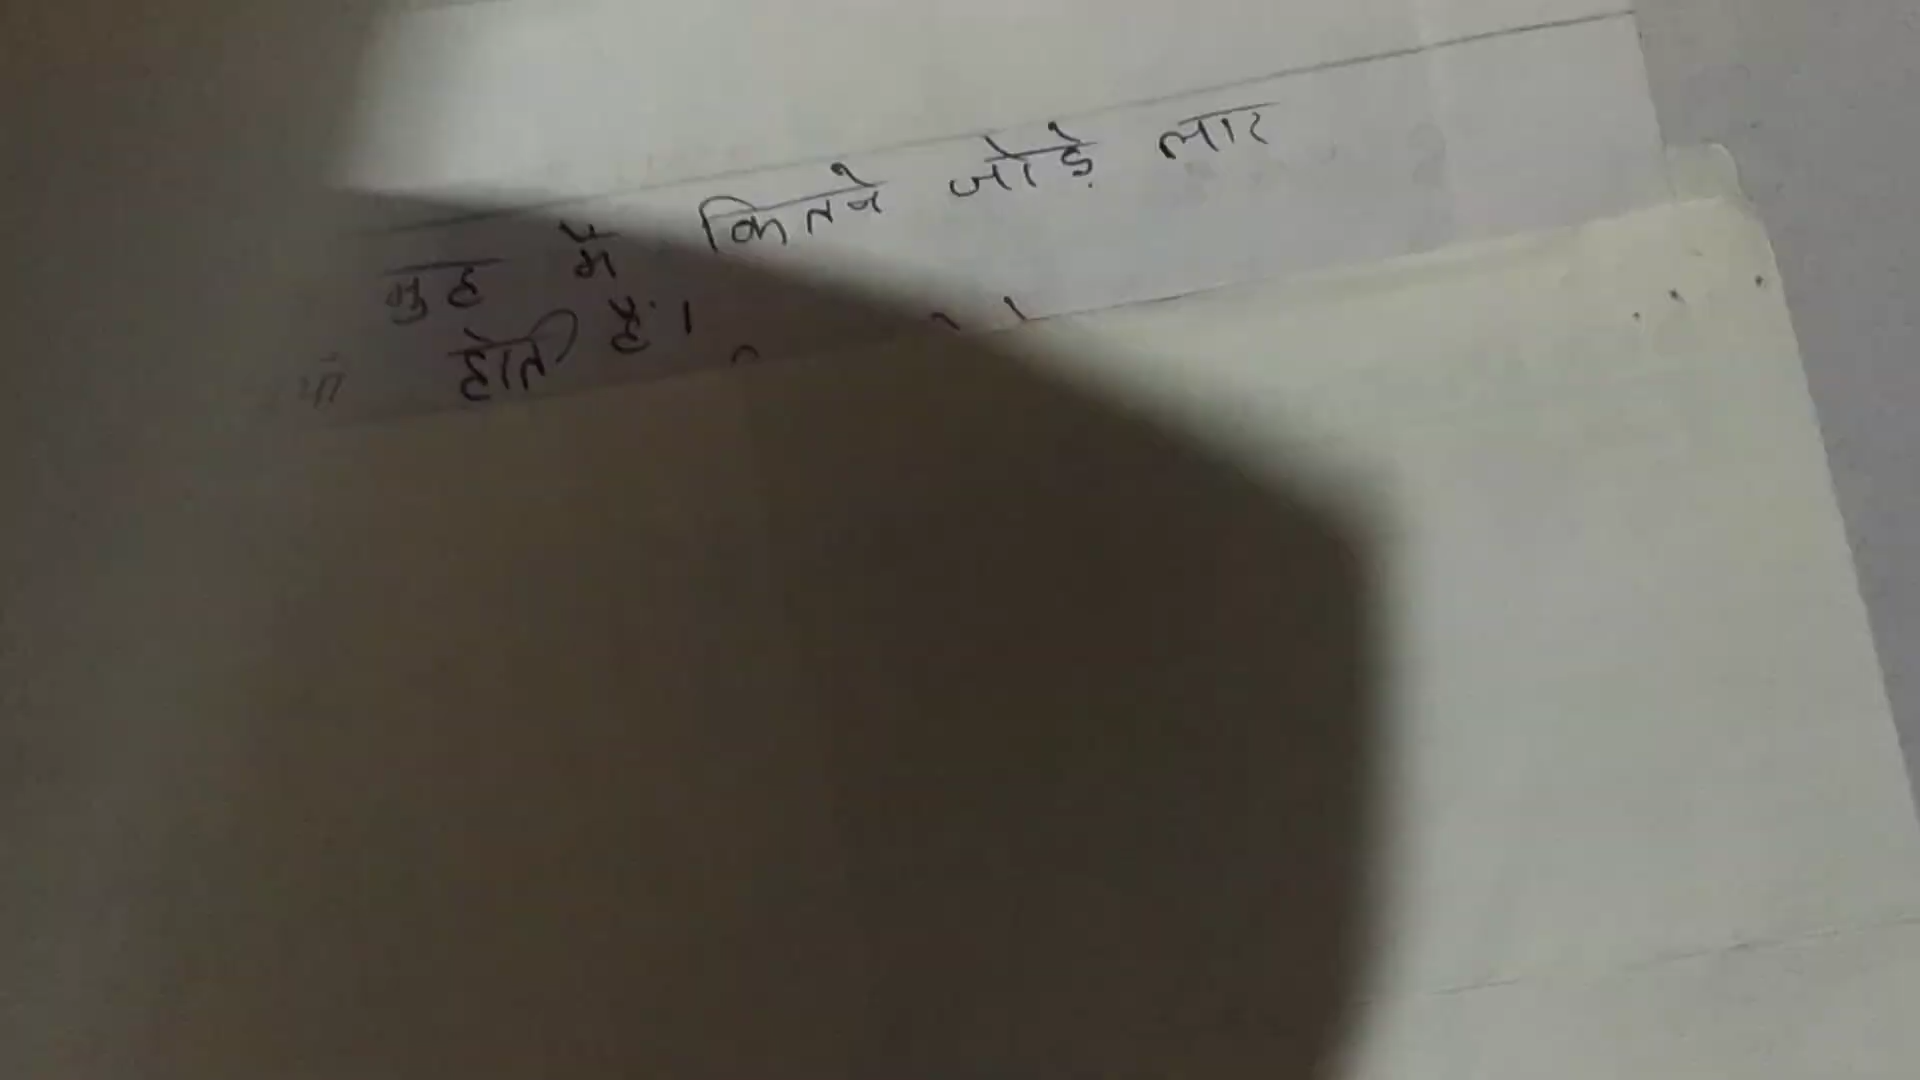 मुह में कितने जोड़े लार
होती हैं।